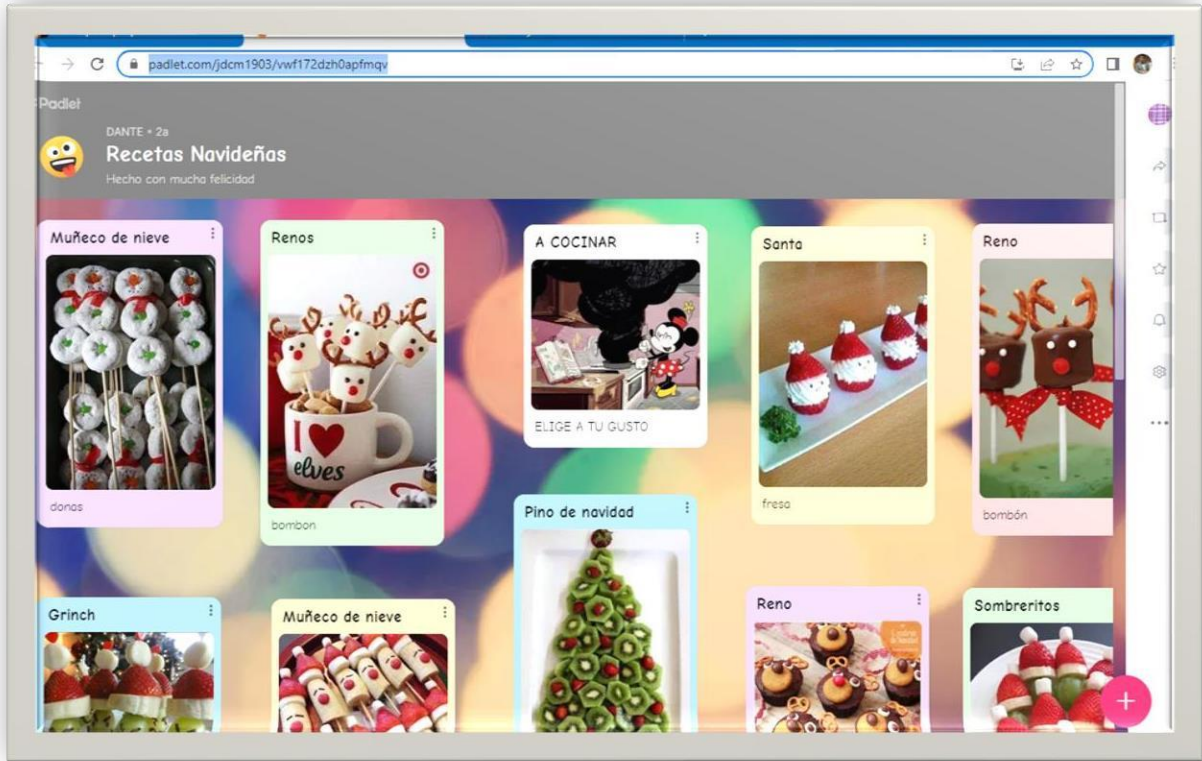 padlet.com/jdcm1903/vwf172dzh0apfmqv
Padlet
DANTE • 2a
Recetas Navideñas
Hecho con mucha felicidad
Muñeco de nieve
donas
Renos
I ♥ elves
bombon
A COCINAR
ELIGE A TU GUSTO
Santa
fresa
Reno
bombón
Grinch
Muñeco de nieve
Pino de navidad
Reno
Sombreritos